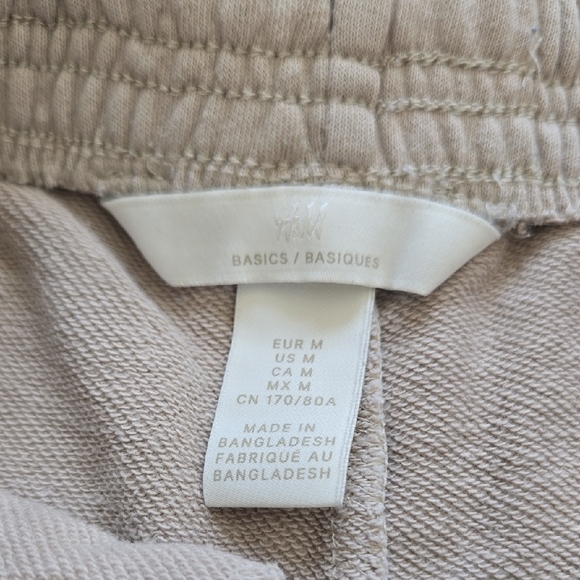 H&M
BASICS / BASIQUES
EUR M
US M
CA M
MX M
CN 170/80A
MADE IN
BANGLADESH
FABRIQUÉ AU
BANGLADESH